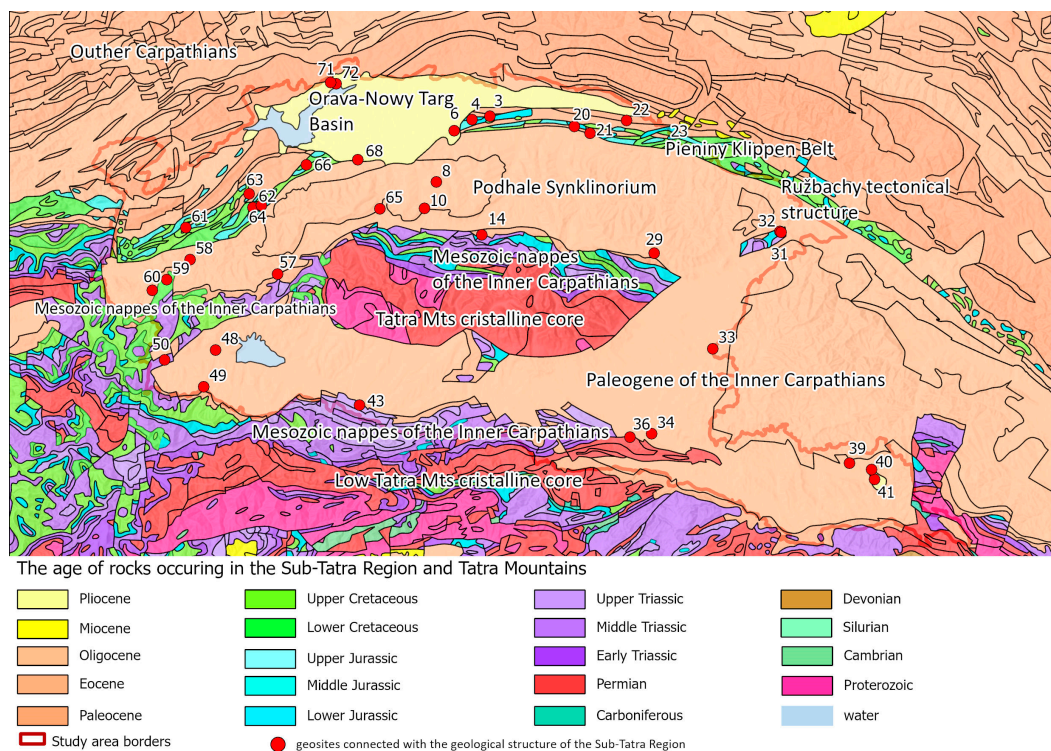 Outher Carpathians
71
72
Orava-Nowy Targ
Basin
6
4
3
20
21
22
23
Pieniny Klippen Belt
68
66
8
Podhale Synklinorium
Ružbachy tectonical
structure
63
62
64
65
10
61
14
32
31
29
58
57
Mesozoic nappes
of the Inner Carpathians
60
59
Mesozoic nappes of the Inner Carpathians
Tatra Mts cristalline core
50
48
33
49
Paleogene of the Inner Carpathians
43
Mesozoic nappes of the Inner Carpathians
36
34
39
40
41
Low Tatra Mts cristalline core
The age of rocks occuring in the Sub-Tatra Region and Tatra Mountains
Pliocene
Miocene
Oligocene
Eocene
Paleocene
Study area borders
Upper Cretaceous
Lower Cretaceous
Upper Jurassic
Middle Jurassic
Lower Jurassic
geosites connected with the geological structure of the Sub-Tatra Region
Upper Triassic
Middle Triassic
Early Triassic
Permian
Carboniferous
Devonian
Silurian
Cambrian
Proterozoic
water